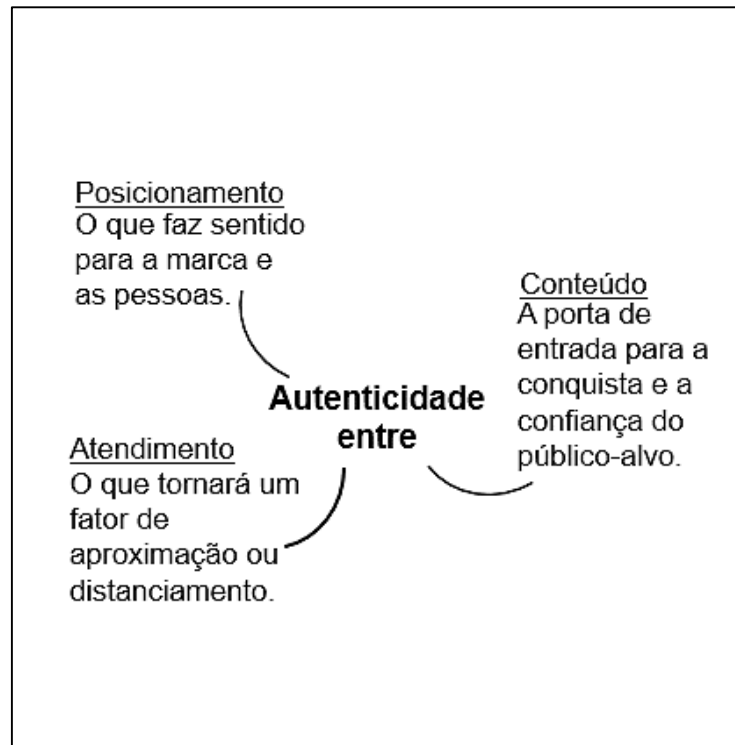 Posicionamento
O que faz sentido
para a marca e
as pessoas.
Conteúdo
A porta de
entrada para a
conquista e a
confiança do
público-alvo.
Autenticidade
entre
Atendimento
O que tornará um
fator de
aproximação ou
distanciamento.